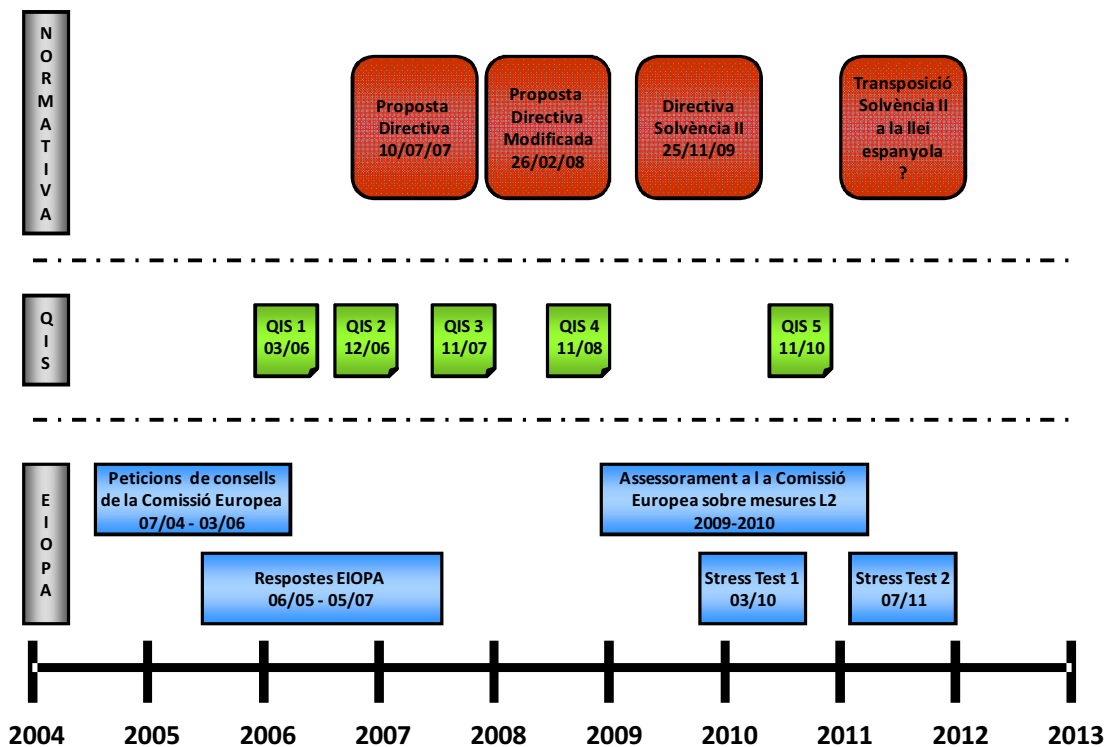 NORMATIVA
Proposta
Directiva
10/07/07
Proposta
Directiva
Modificada
26/02/08
Directiva
Solvència II
25/11/09
Transposició
Solvència II
a la llei
espanyola
?
QIS
QIS 1
03/06
QIS 2
12/06
QIS 3
11/07
QIS 4
11/08
QIS 5
11/10
EIOPA
Peticions de consells
de la Comissió Europea
07/04 - 03/06
Assessorament a l a Comissió
Europea sobre mesures L2
2009-2010
Respostes EIOPA
06/05 - 05/07
Stress Test 1
03/10
Stress Test 2
07/11
2004 2005 2006 2007 2008 2009 2010 2011 2012 2013